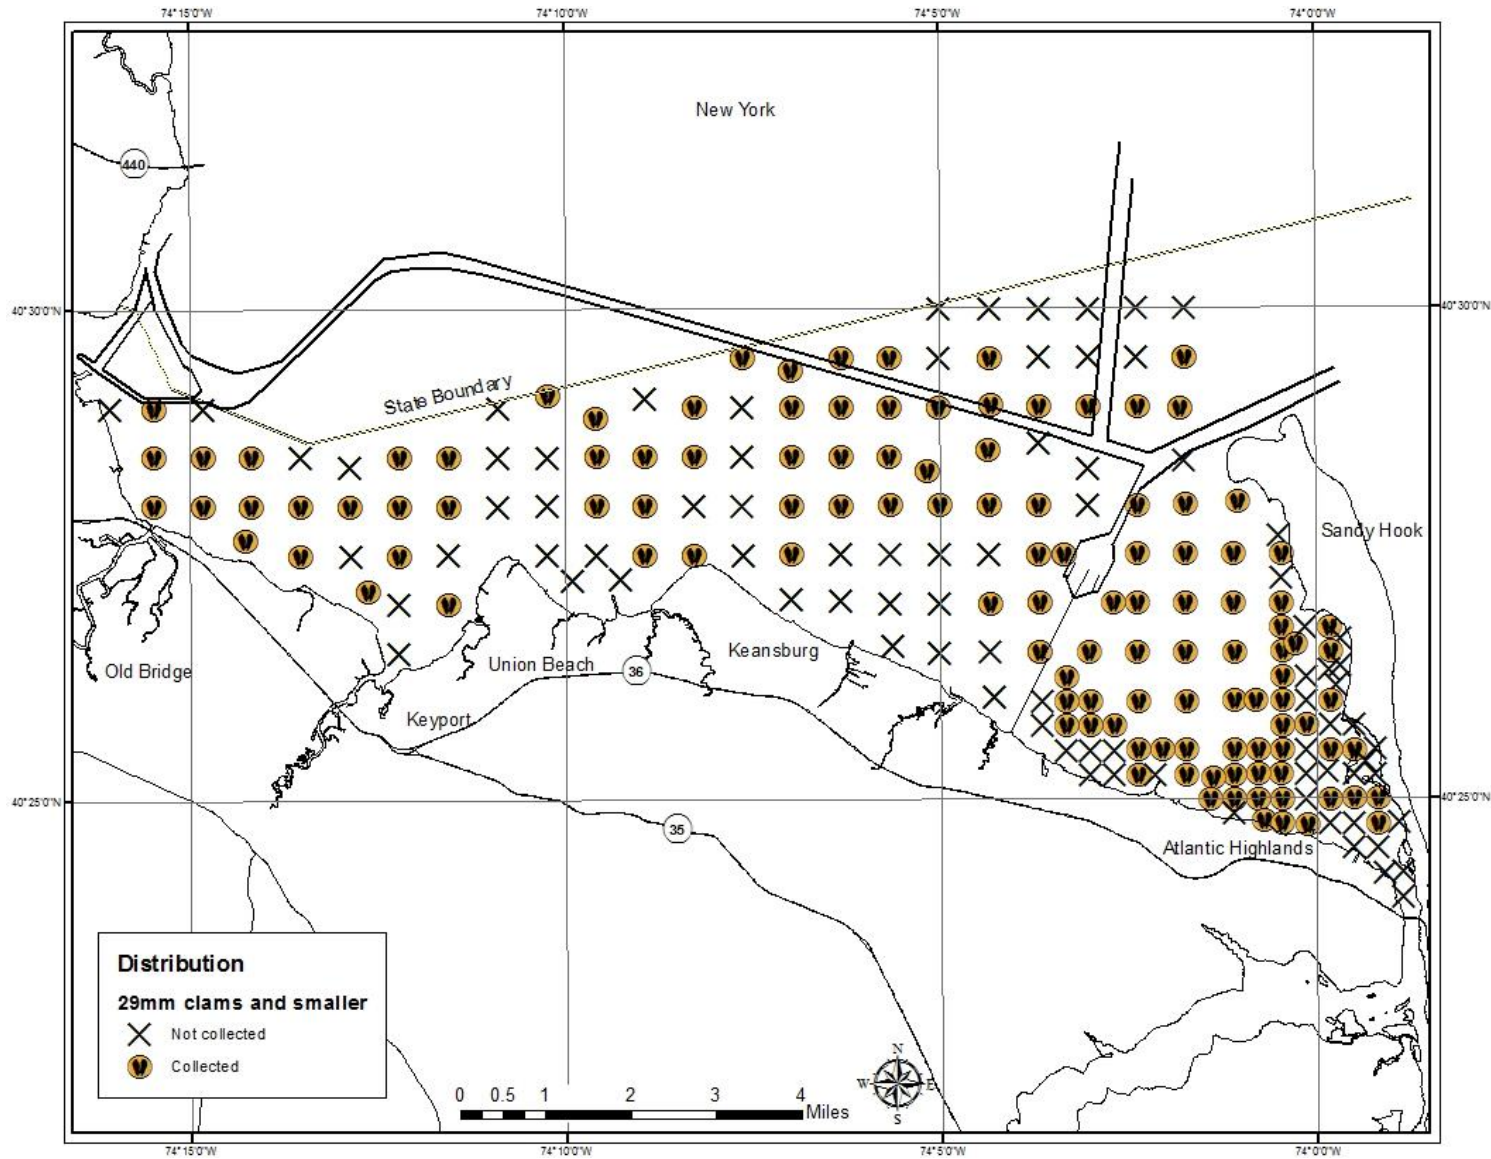 74°15'0"W 74°10'0"W 74°5'0"W 74°0'0"W
New York
440
40°30'0"N 40°30'0"N
State Boundary
Sandy Hook
Old Bridge
Union Beach
36
Keansburg
Keyport
40°25'0"N 40°25'0"N
35
Atlantic Highlands
Distribution
29mm clams and smaller
Not collected
Collected
N
W E
S
0 0.5 1 2 3 4
Miles
74°15'0"W 74°10'0"W 74°5'0"W 74°0'0"W